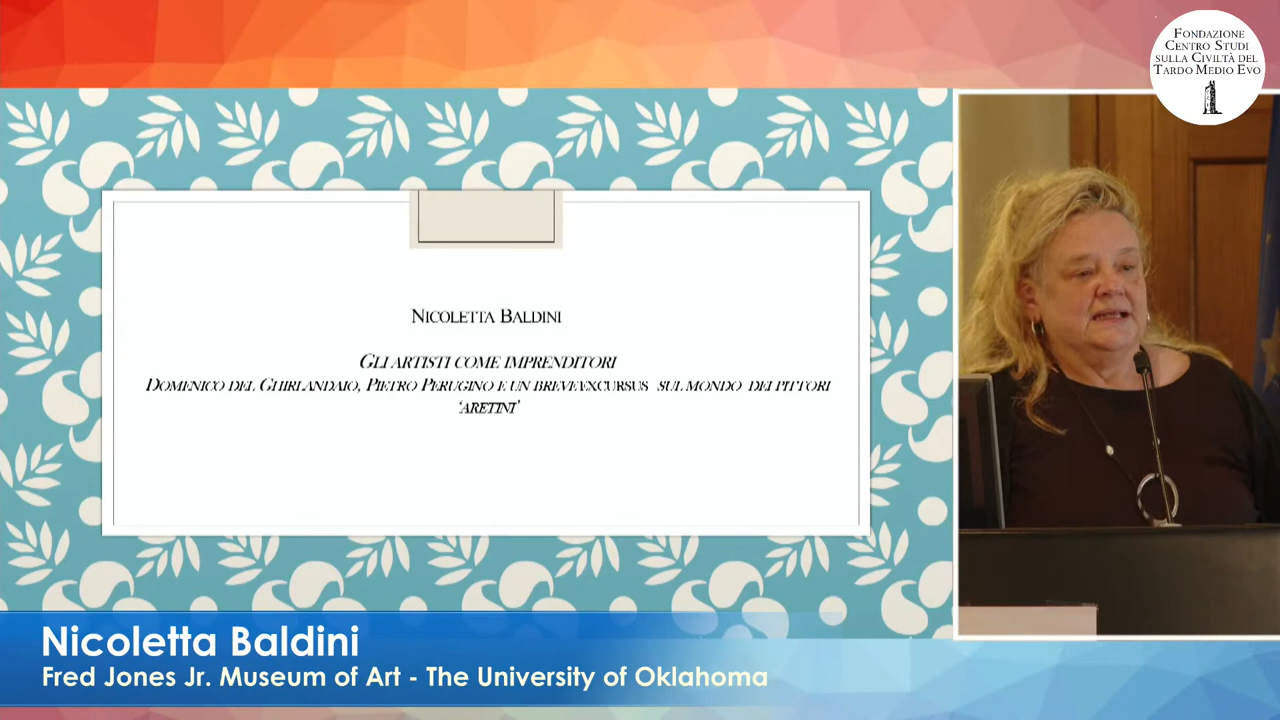 FONDAZIONE
CENTRO STUDI
SULLA CIVILTÀ DEL
TARDO MEDIO EVO
NICOLETTA BALDINI
GLI ARTISTI COME IMPRENDITORI
DOMENICO DEL GHIRLANDAIO, PIETRO PERUGINO E UN BREVE EXCURSUS SUL MONDO DEI PITTORI
‘ARETINI’
Nicoletta Baldini
Fred Jones Jr. Museum of Art - The University of Oklahoma